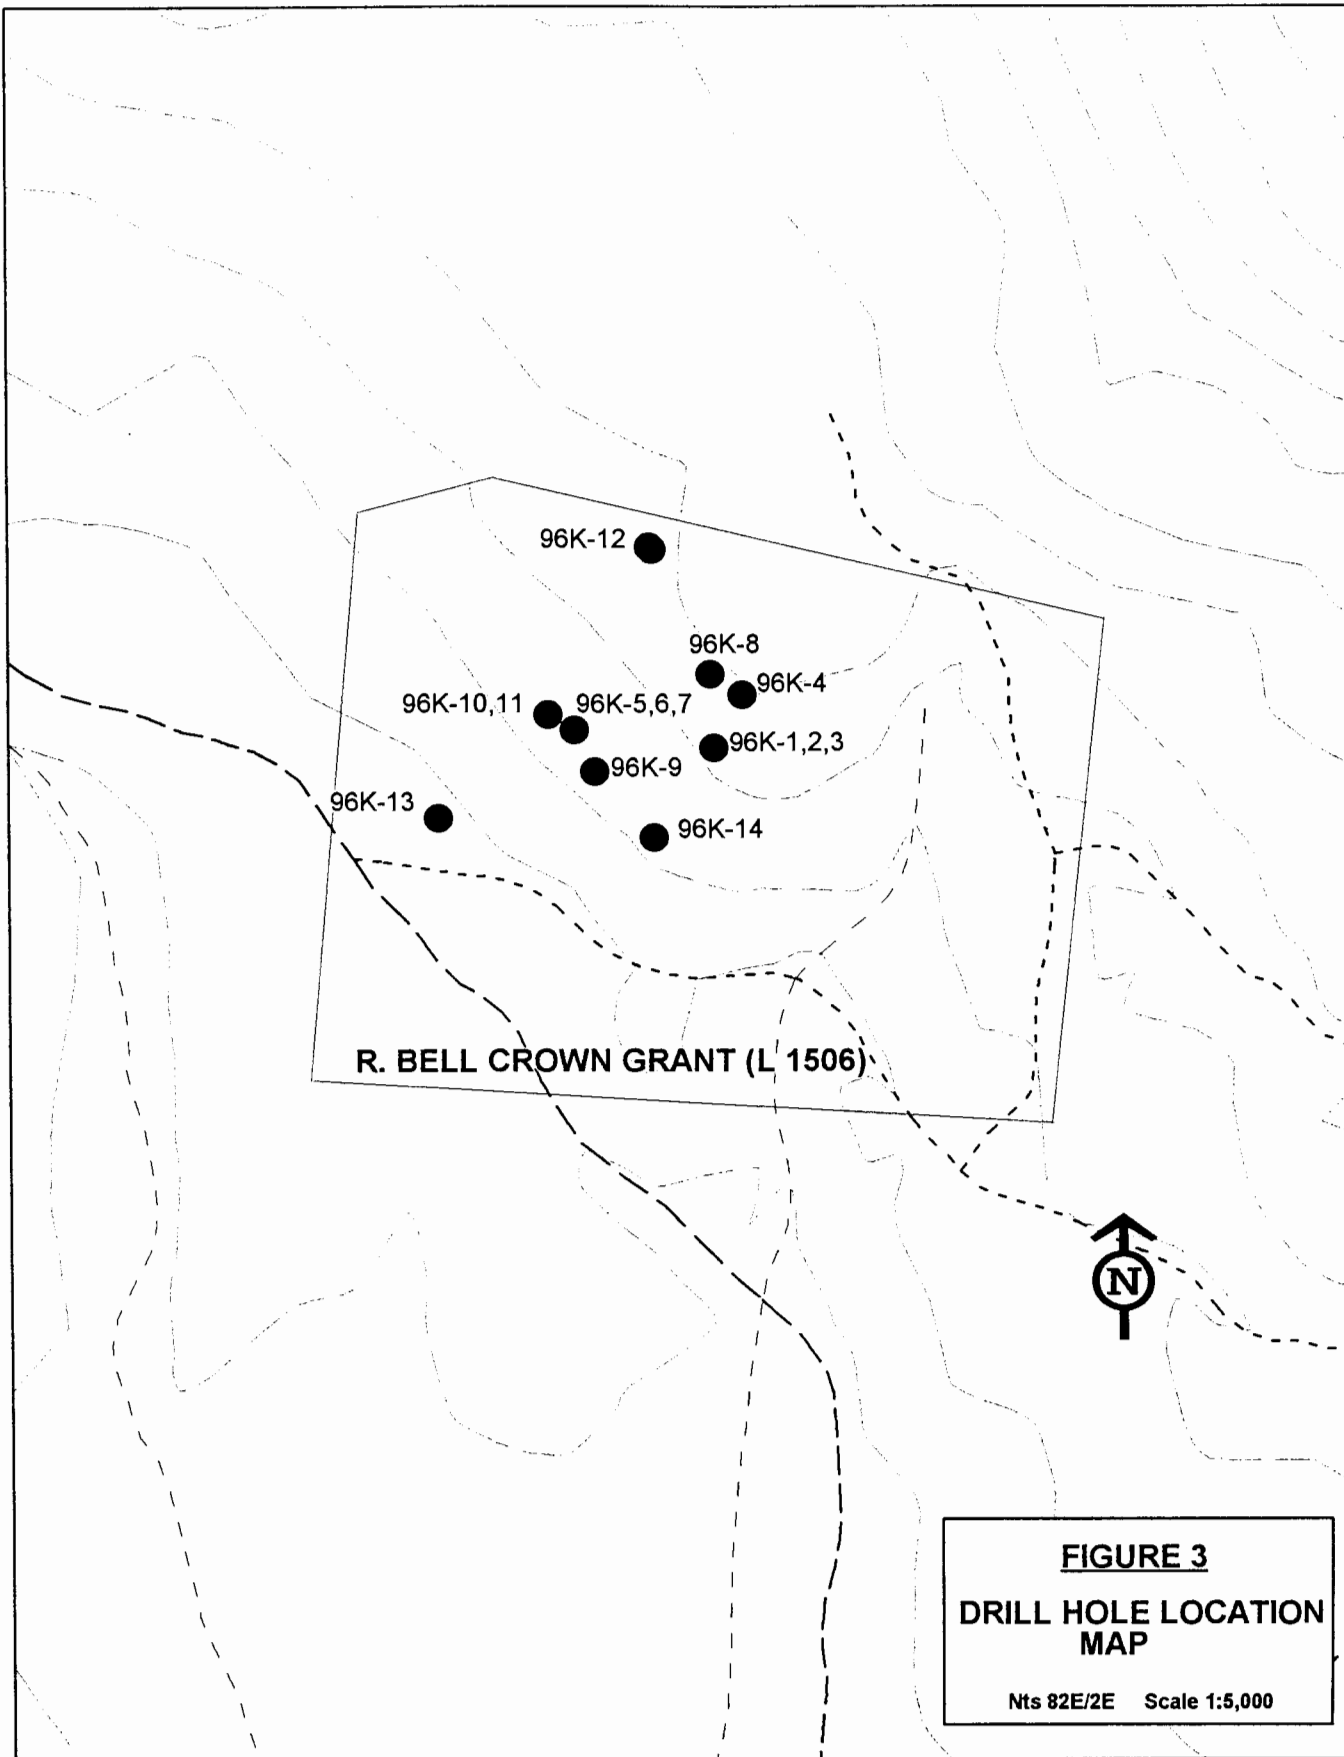 96K-12
96K-8
96K-4
96K-10,11
96K-5,6,7
96K-1,2,3
96K-9
96K-13
96K-14
R. BELL CROWN GRANT (L 1506)
N
FIGURE 3
DRILL HOLE LOCATION
MAP
Nts 82E/2E Scale 1:5,000